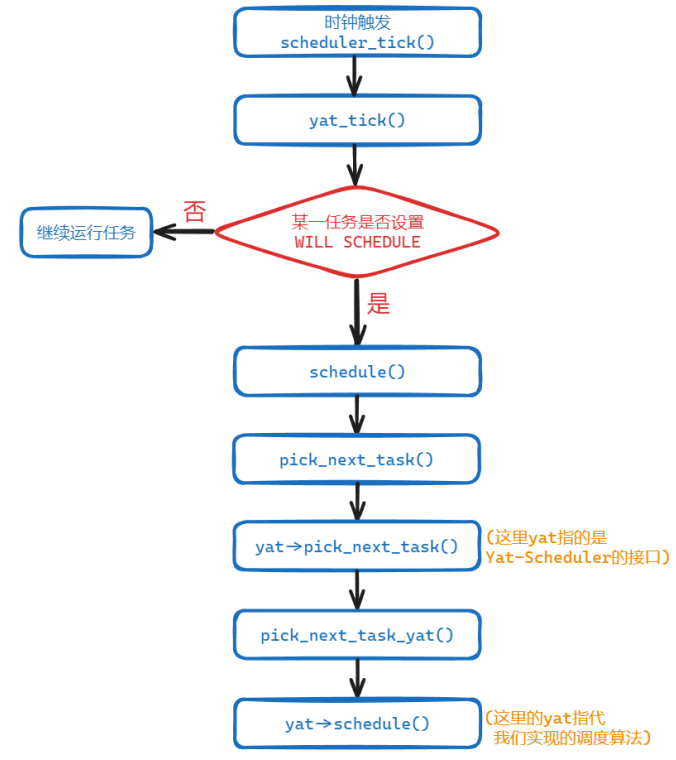 时钟触发
scheduler_tick()
yat_tick()
某一任务是否设置
WILL SCHEDULE
否
继续运行任务
是
schedule()
pick_next_task()
yat→pick_next_task()
(这里yat指的是
Yat-Scheduler的接口)
pick_next_task_yat()
yat→schedule()
(这里的yat指代
我们实现的调度算法)